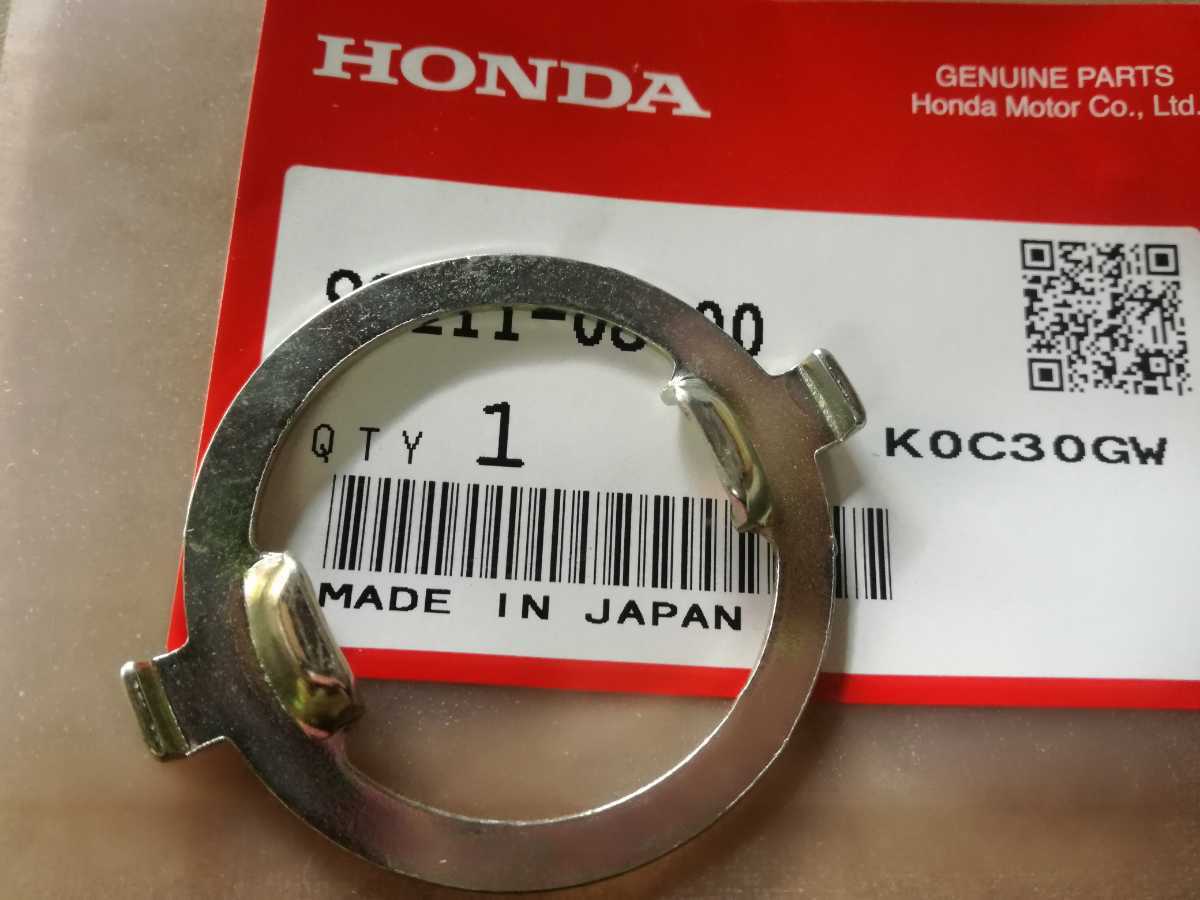 HONDA
GENUINE PARTS
Honda Motor Co., Ltd.
QTY 1
K0C30GW
MADE IN JAPAN